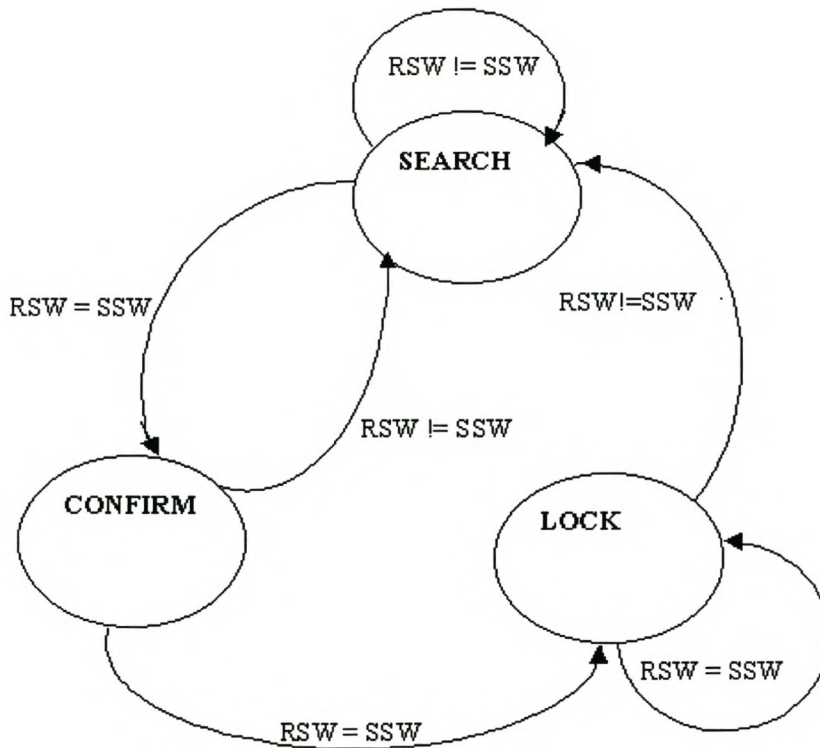 RSW != SSW
SEARCH
RSW = SSW
RSW!=SSW
RSW != SSW
CONFIRM
LOCK
RSW = SSW
RSW = SSW